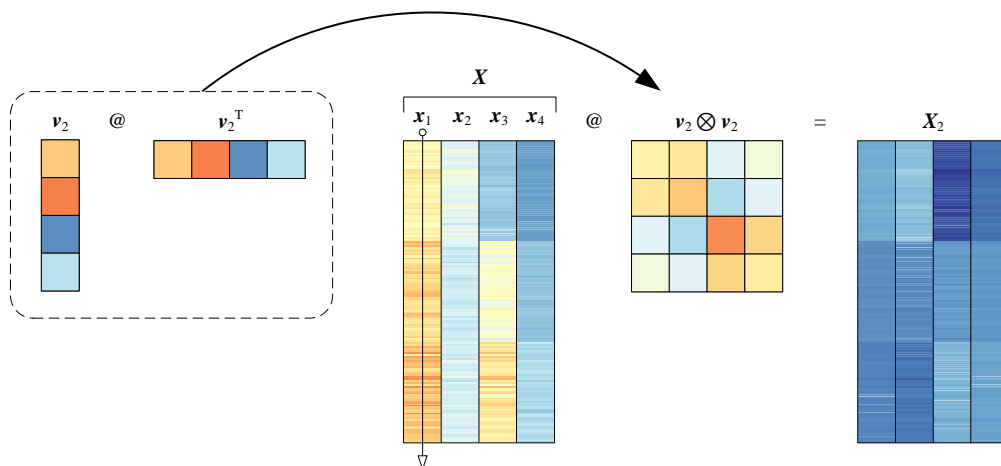 X
v₂ @ v₂ᵀ x₁ x₂ x₃ x₄ @ v₂ ⊗ v₂ = X₂